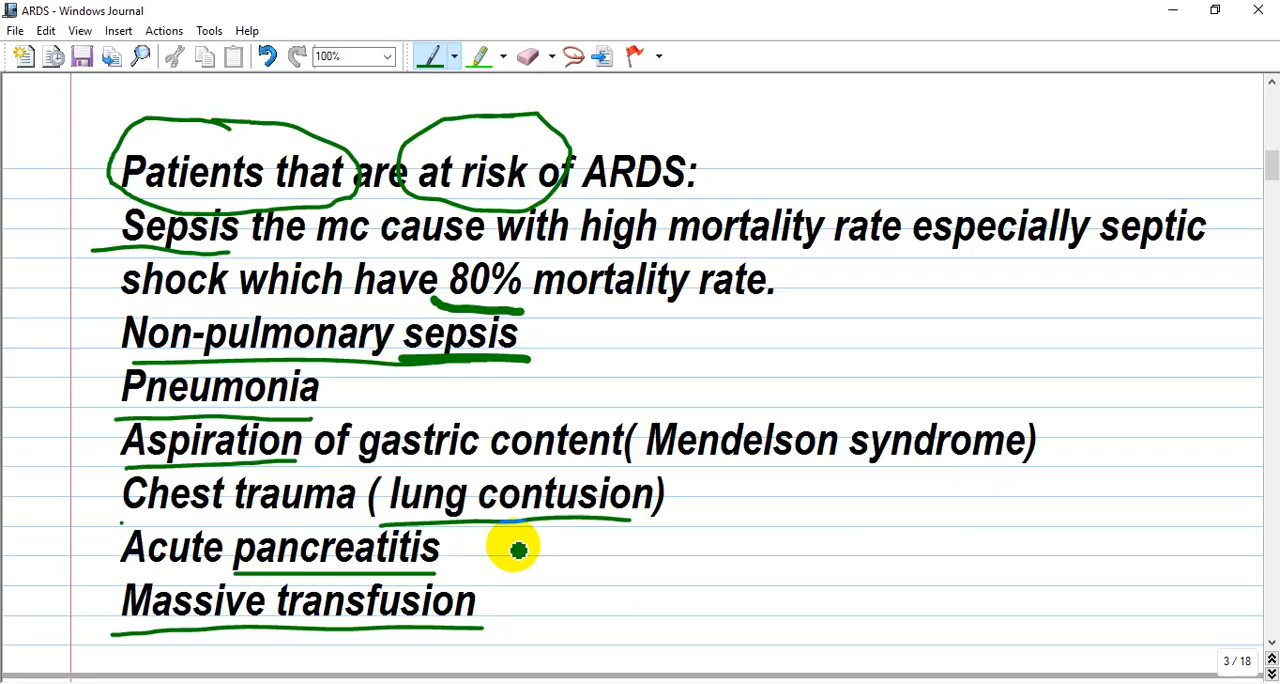 ARDS - Windows Journal
File Edit View Insert Actions Tools Help
100%
Patients that are at risk of ARDS:
Sepsis the mc cause with high mortality rate especially septic
shock which have 80% mortality rate.
Non-pulmonary sepsis
Pneumonia
Aspiration of gastric content( Mendelson syndrome)
Chest trauma ( lung contusion)
Acute pancreatitis
Massive transfusion
3 / 18